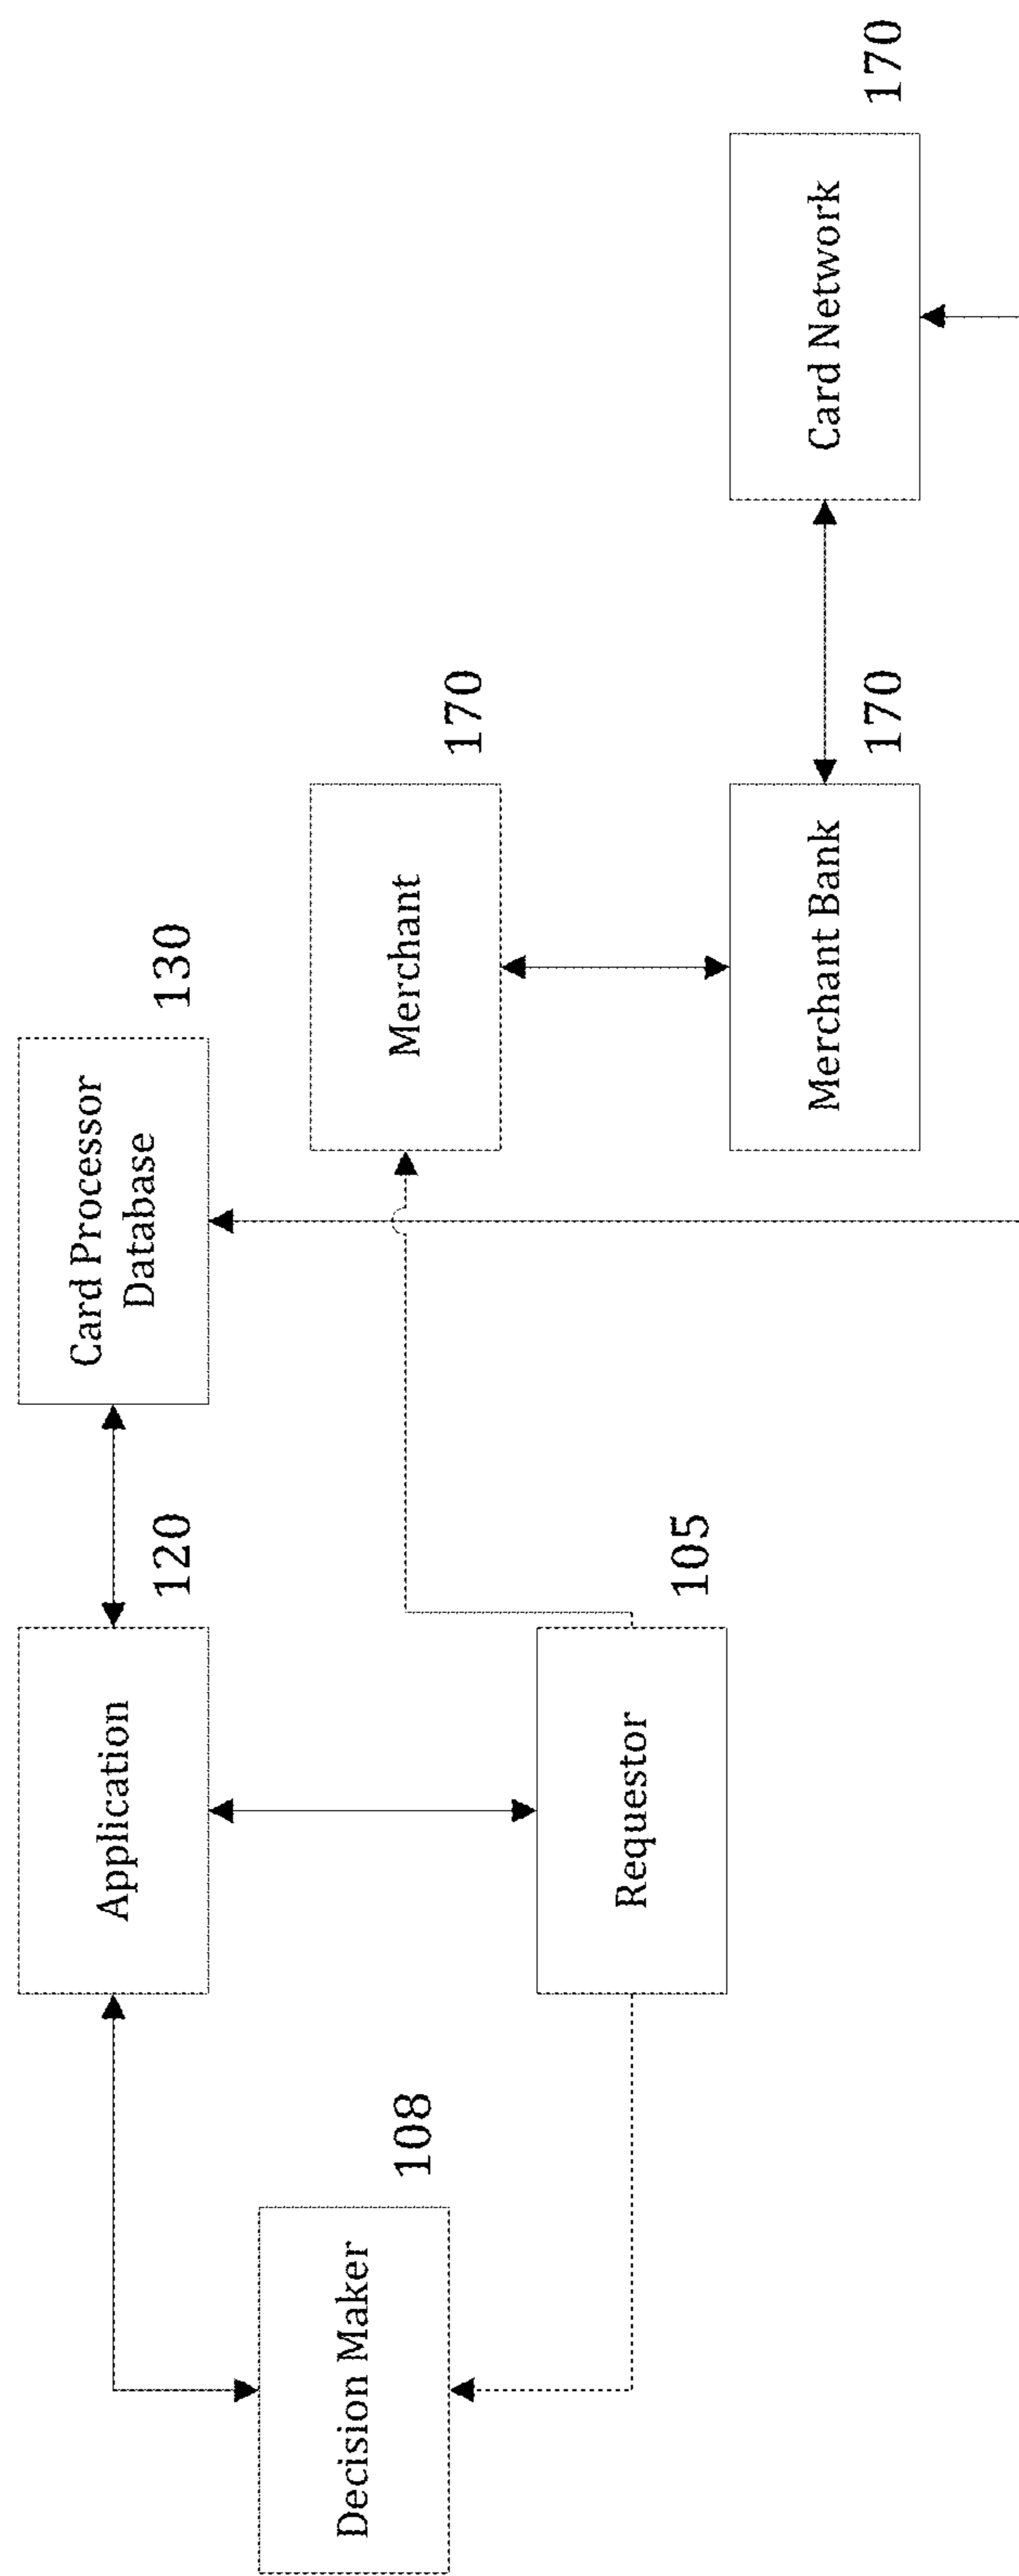 Application
120
Card Processor
Database
130
Decision Maker
108
Merchant
170
Requestor
105
Merchant Bank
170
Card Network
170